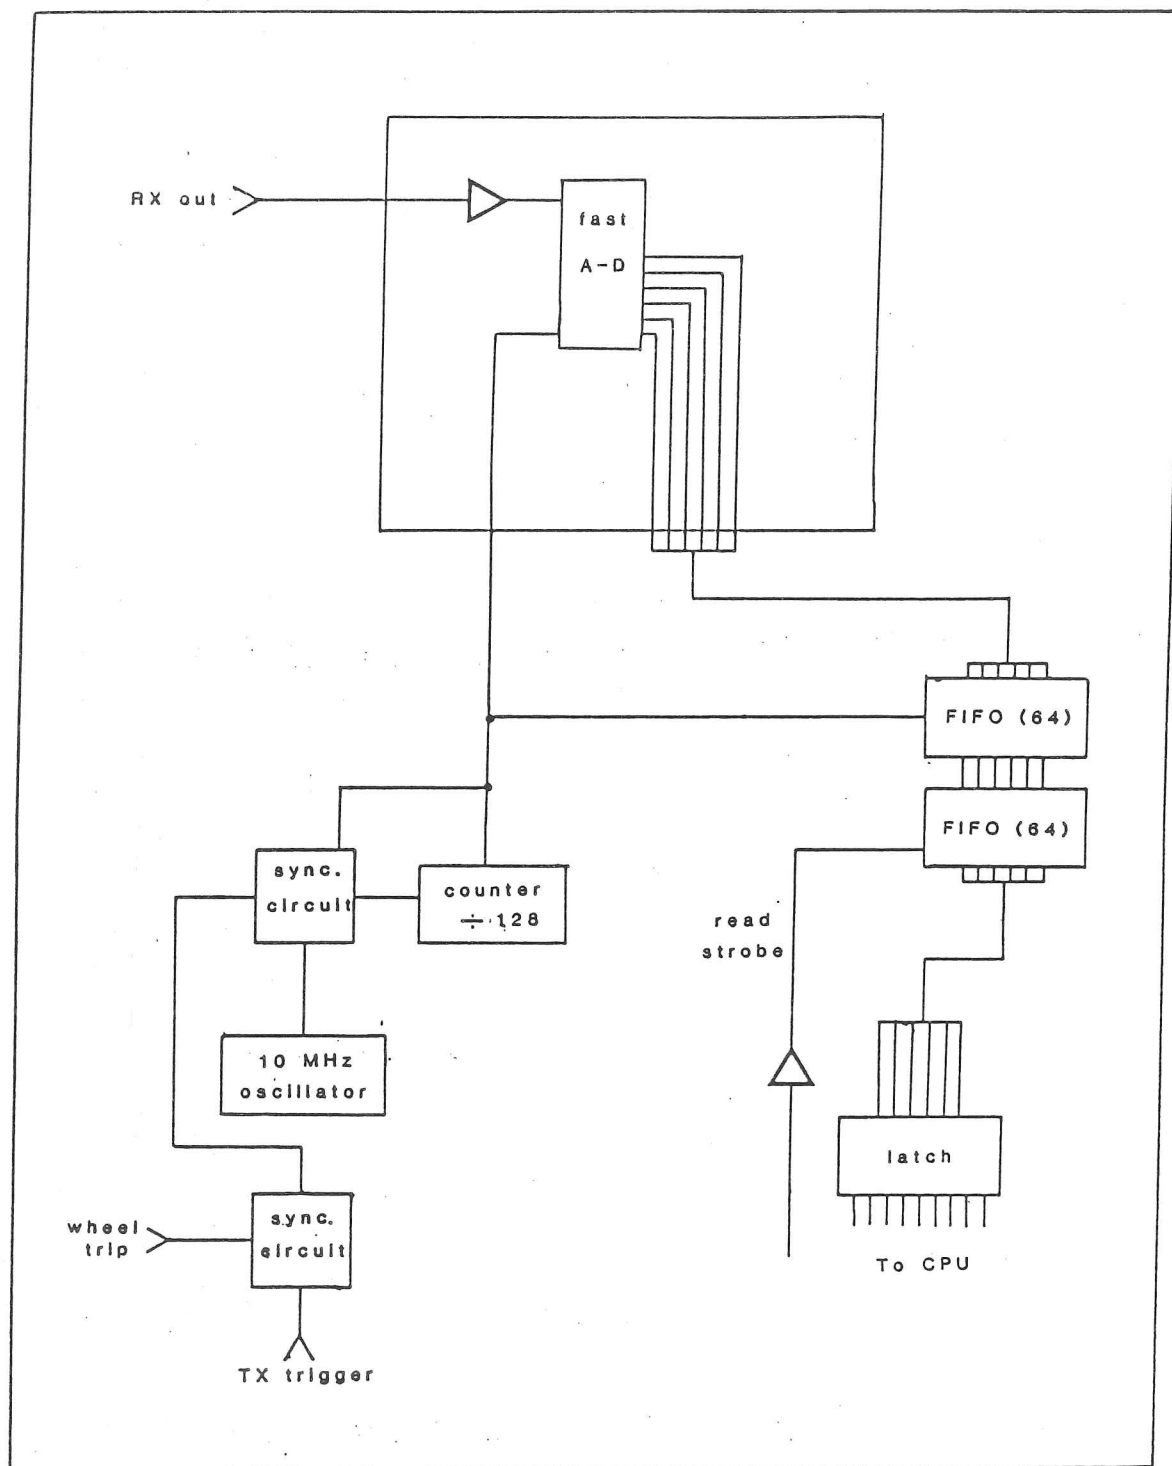 RX out
fast
A-D
FIFO (64)
FIFO (64)
sync.
circuit
counter
÷ 128
read
strobe
10 MHz
oscillator
latch
wheel
trip
sync.
circuit
To CPU
TX trigger